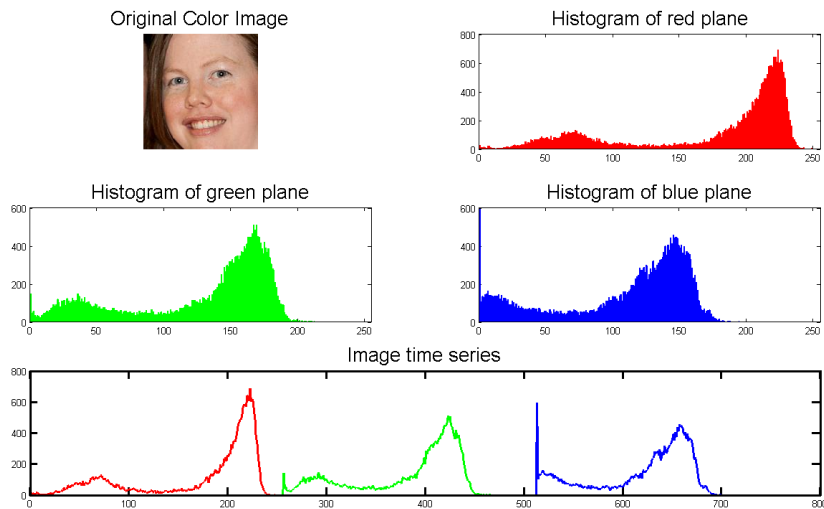 Original Color Image
Histogram of red plane
800
600
400
200
0
0 50 100 150 200 250
Histogram of green plane
600
400
200
0
0 50 100 150 200 250
Histogram of blue plane
600
400
200
0
0 50 100 150 200 250
Image time series
800
600
400
200
0
0 100 200 300 400 500 600 700 800